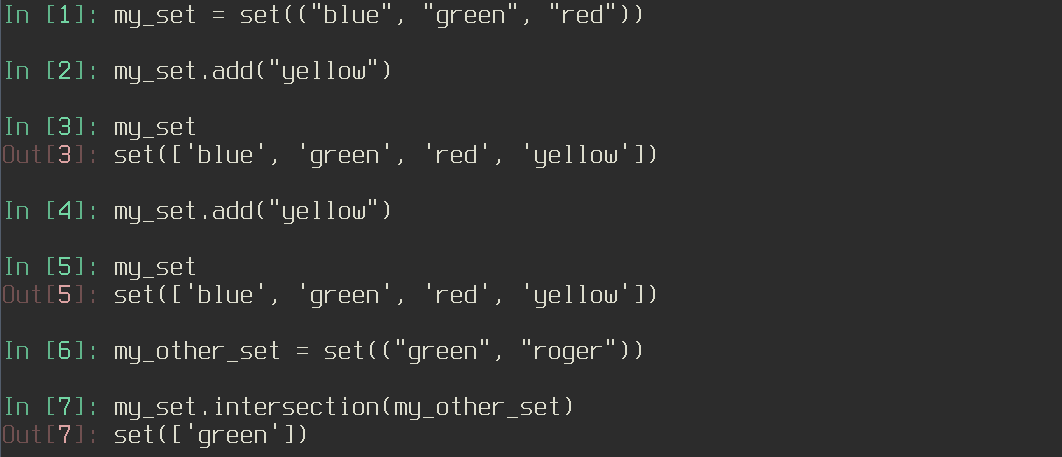 In [1]: my_set = set(("blue", "green", "red"))
In [2]: my_set.add("yellow")
In [3]: my_set
Out[3]: set(['blue', 'green', 'red', 'yellow'])
In [4]: my_set.add("yellow")
In [5]: my_set
Out[5]: set(['blue', 'green', 'red', 'yellow'])
In [6]: my_other_set = set(("green", "roger"))
In [7]: my_set.intersection(my_other_set)
Out[7]: set(['green'])